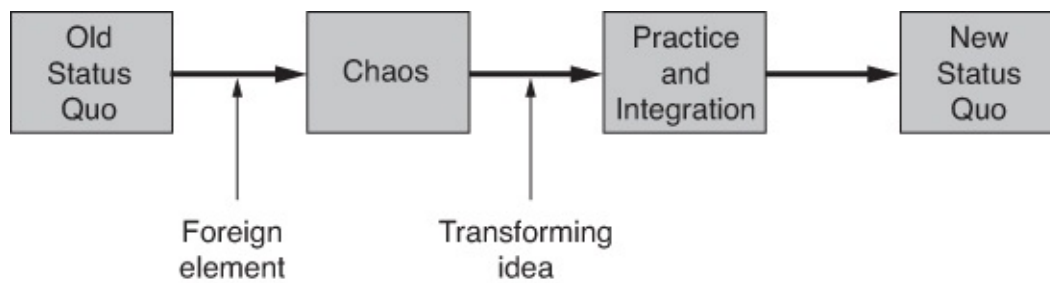 Old
Status
Quo
Chaos
Practice
and
Integration
New
Status
Quo
Foreign
element
Transforming
idea